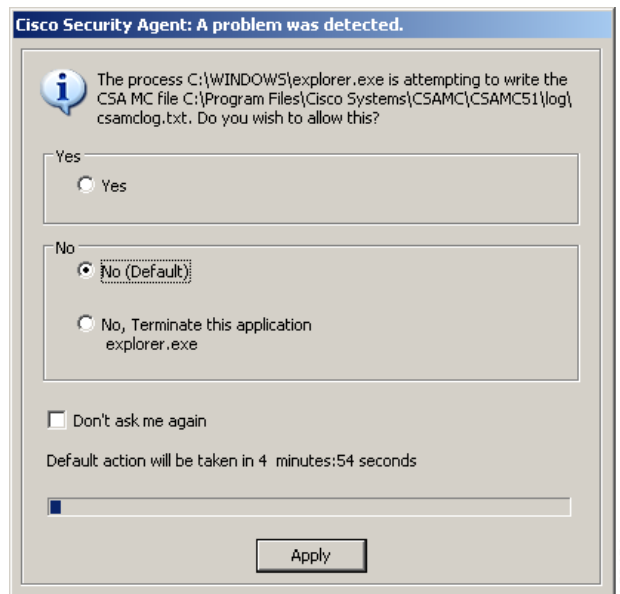 Cisco Security Agent: A problem was detected.
The process C:\WINDOWS\explorer.exe is attempting to write the
CSA MC file C:\Program Files\Cisco Systems\CSAMC\CSAMC51\log\
csamclog.txt. Do you wish to allow this?
Yes
Yes
No
No (Default)
No, Terminate this application
explorer.exe
Don't ask me again
Default action will be taken in 4 minutes:54 seconds
Apply